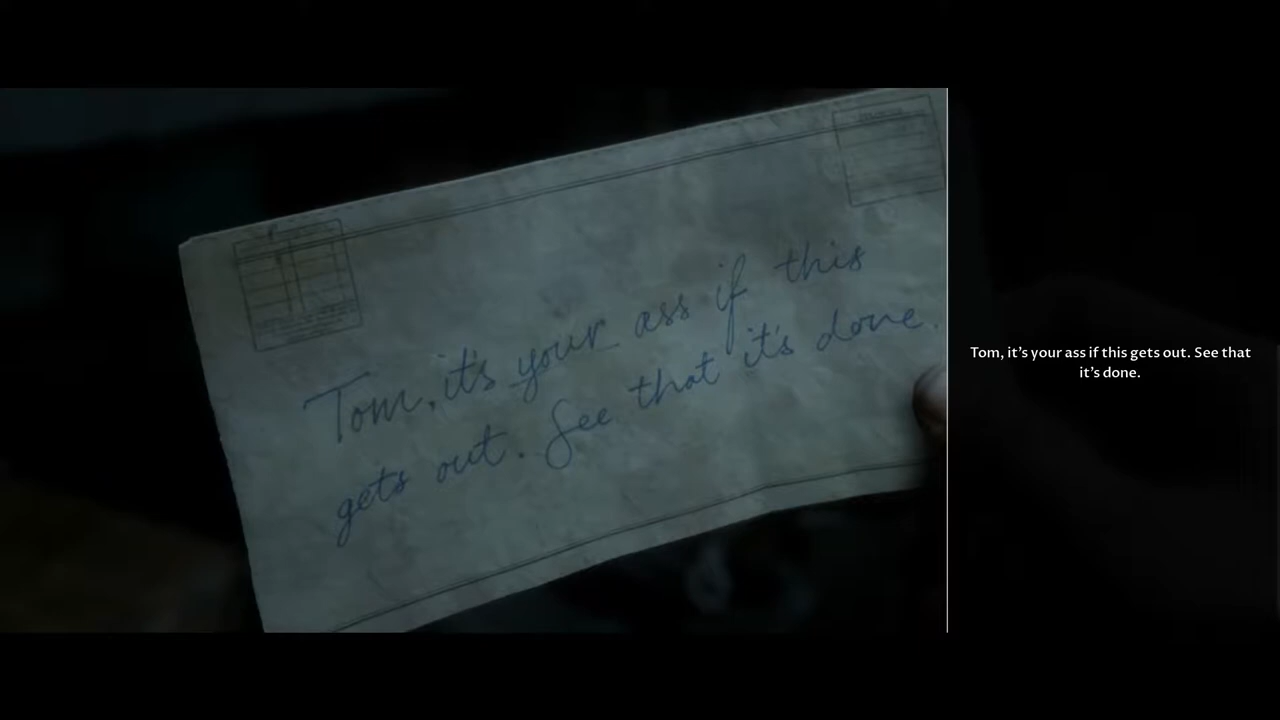 Tom, it's your ass if this
gets out. See that it's done.
Tom, it's your ass if this gets out. See that
it's done.